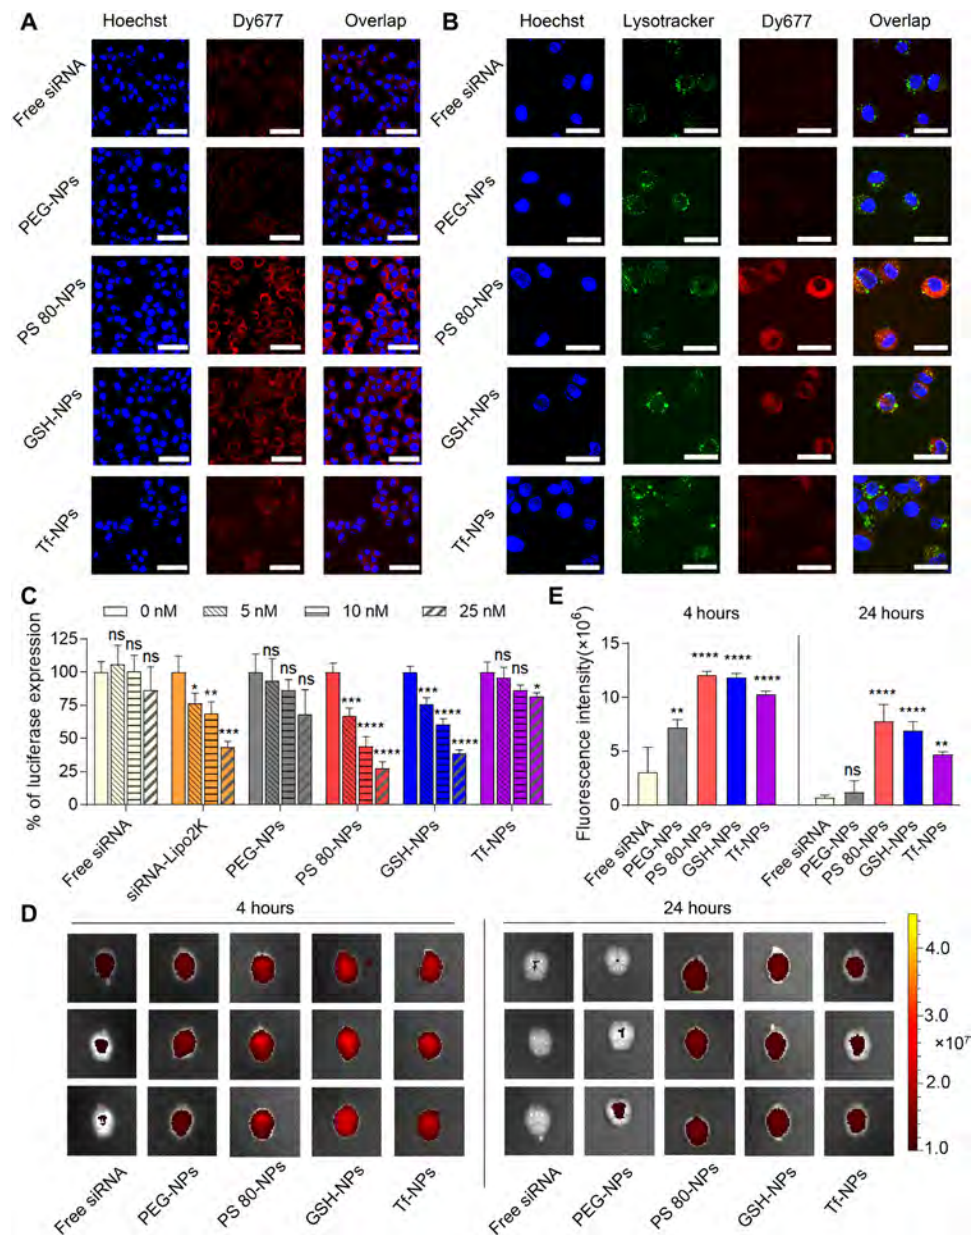 A Hoechst Dy677 Overlap
B Hoechst Lysotracker Dy677 Overlap
Free siRNA
PEG-NPs
PS 80-NPs
GSH-NPs
Tf-NPs
Free siRNA
PEG-NPs
PS 80-NPs
GSH-NPs
Tf-NPs
C
0 nM 5 nM 10 nM 25 nM
% of luciferase expression
125
100
75
50
25
0
ns ns ns
* ** ***
ns ns ns
*** **** ****
*** **** ****
ns ns *
Free siRNA
siRNA-Lipo2K
PEG-NPs
PS 80-NPs
GSH-NPs
Tf-NPs
E
4 hours 24 hours
Fluorescence intensity(×10⁶)
15
10
5
0
** **** **** ****
ns **** **** **
Free siRNA
PEG-NPs
PS 80-NPs
GSH-NPs
Tf-NPs
Free siRNA
PEG-NPs
PS 80-NPs
GSH-NPs
Tf-NPs
D
4 hours 24 hours
4.0
3.0
×10⁷
2.0
1.0
Free siRNA
PEG-NPs
PS 80-NPs
GSH-NPs
Tf-NPs
Free siRNA
PEG-NPs
PS 80-NPs
GSH-NPs
Tf-NPs